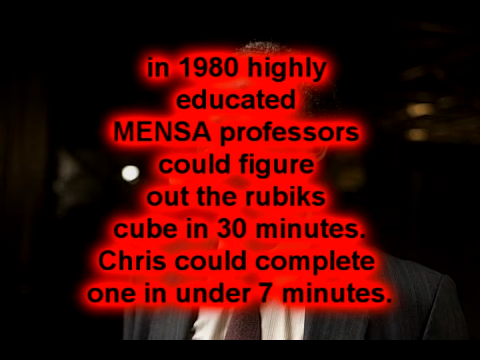 in 1980 highly
educated
MENSA professors
could figure
out the rubiks
cube in 30 minutes.
Chris could complete
one in under 7 minutes.